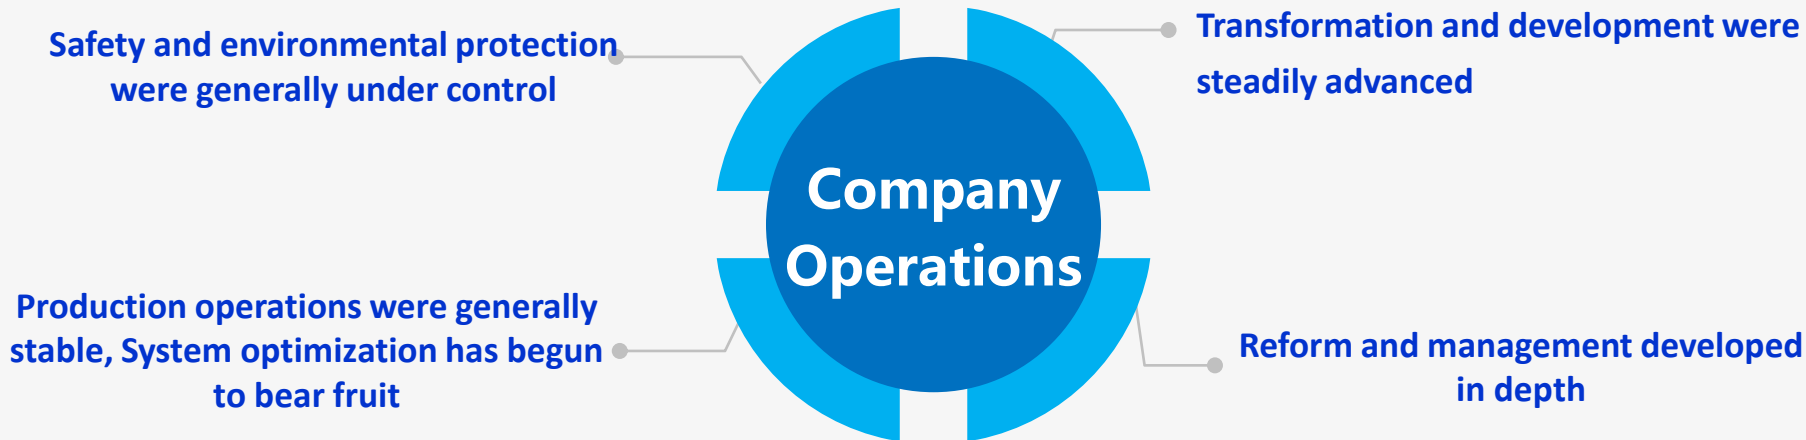 Safety and environmental protection
were generally under control
Transformation and development were
steadily advanced
Company
Operations
Production operations were generally
stable, System optimization has begun
to bear fruit
Reform and management developed
in depth